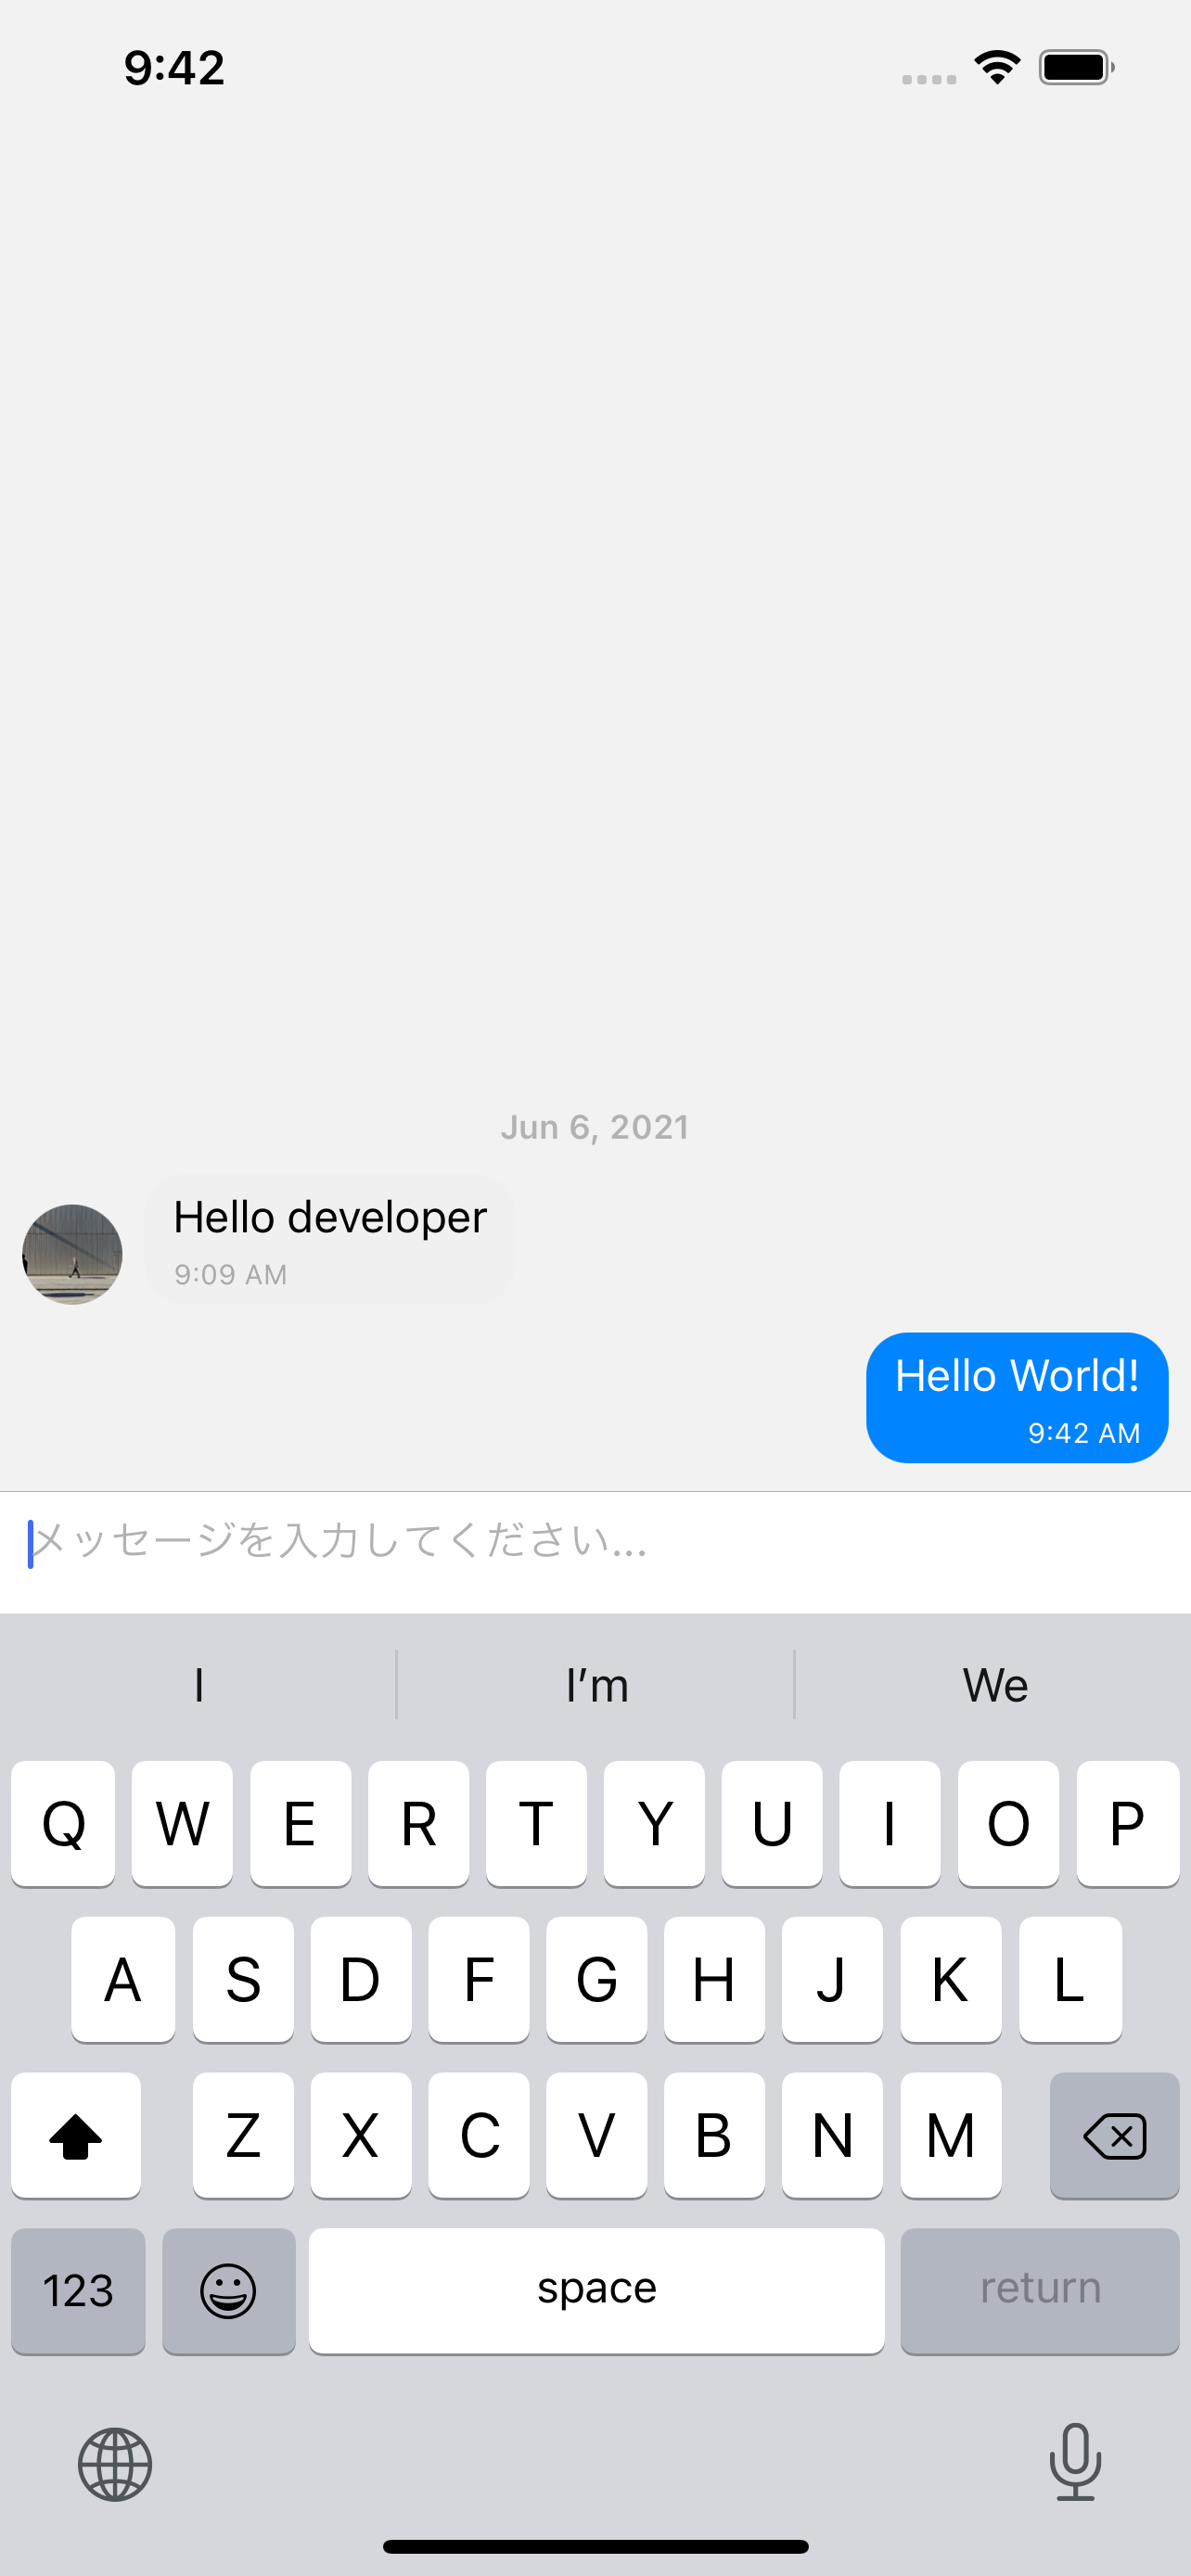 9:42
Jun 6, 2021
Hello developer
9:09 AM
Hello World!
9:42 AM
メッセージを入力してください...
I I’m We
Q W E R T Y U I O P
A S D F G H J K L
Z X C V B N M
123 space return